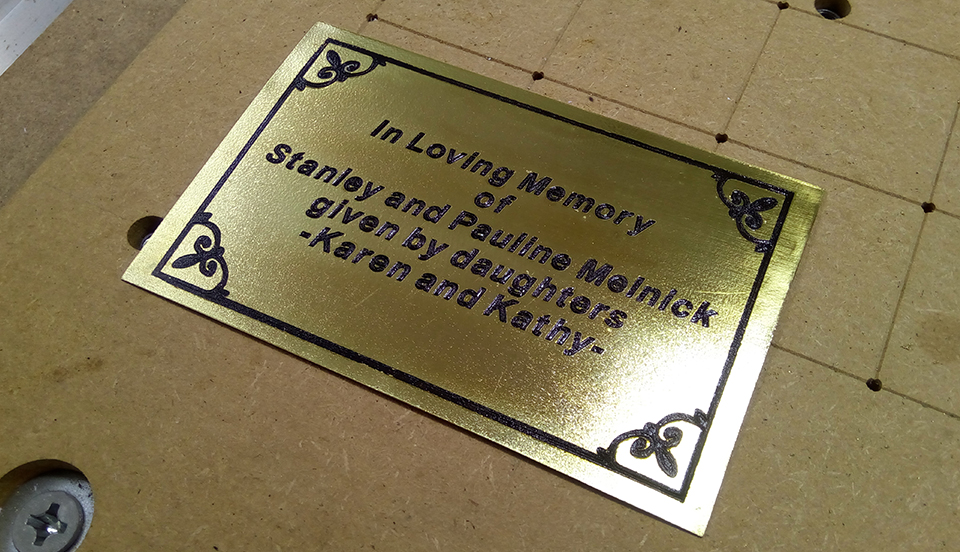 In Loving Memory
of
Stanley and Pauline Melnick
given by daughters
-Karen and Kathy-